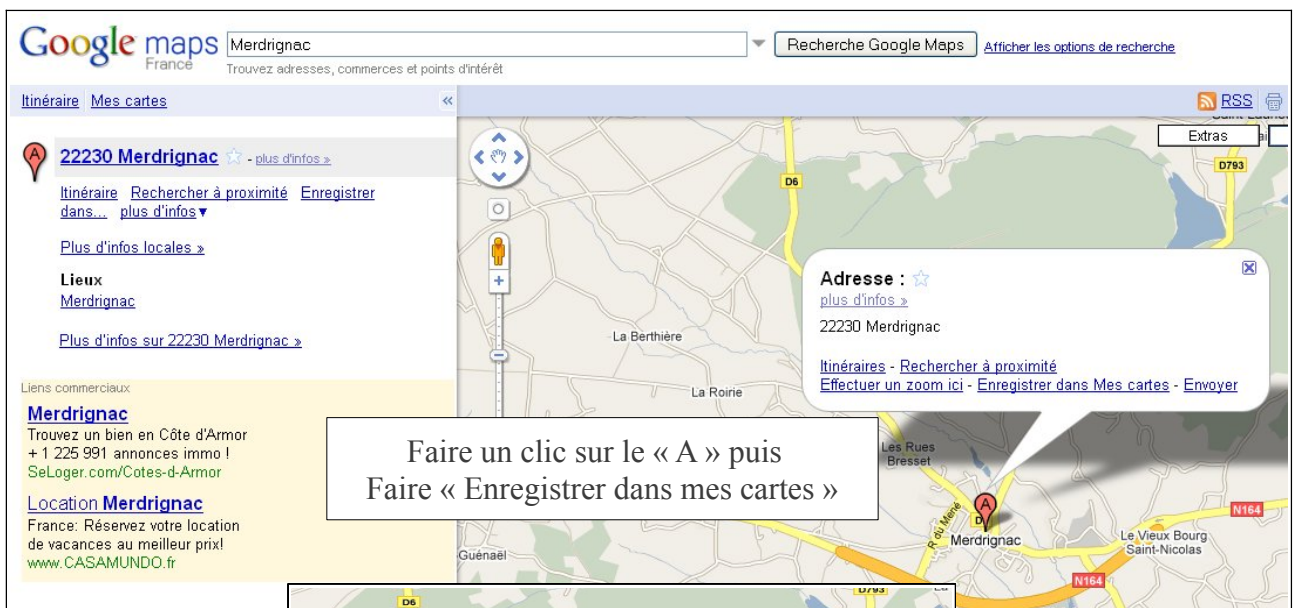 Google maps
France
Merdrignac
Recherche Google Maps
Afficher les options de recherche
Trouvez adresses, commerces et points d'intérêt
Itinéraire Mes cartes
«
RSS
A
22230 Merdrignac - plus d'infos »
Itinéraire Rechercher à proximité Enregistrer
dans... plus d'infos▼
Plus d'infos locales »
Lieux
Merdrignac
Plus d'infos sur 22230 Merdrignac »
Liens commerciaux
Merdrignac
Trouvez un bien en Côte d'Armor
+ 1 225 991 annonces immo !
SeLoger.com/Cotes-d-Armor
Location Merdrignac
France: Réservez votre location
de vacances au meilleur prix!
www.CASAMUNDO.fr
Extras
D793
D6
Adresse :
plus d'infos »
22230 Merdrignac
Itinéraires - Rechercher à proximité
Effectuer un zoom ici - Enregistrer dans Mes cartes - Envoyer
La Berthière
La Roirie
Faire un clic sur le « A » puis
Faire « Enregistrer dans mes cartes »
Les Rues
Bresset
A
R du Mené
Merdrignac
N164
Le Vieux Bourg
Saint-Nicolas
Guénaël
N164
D6
D793
La